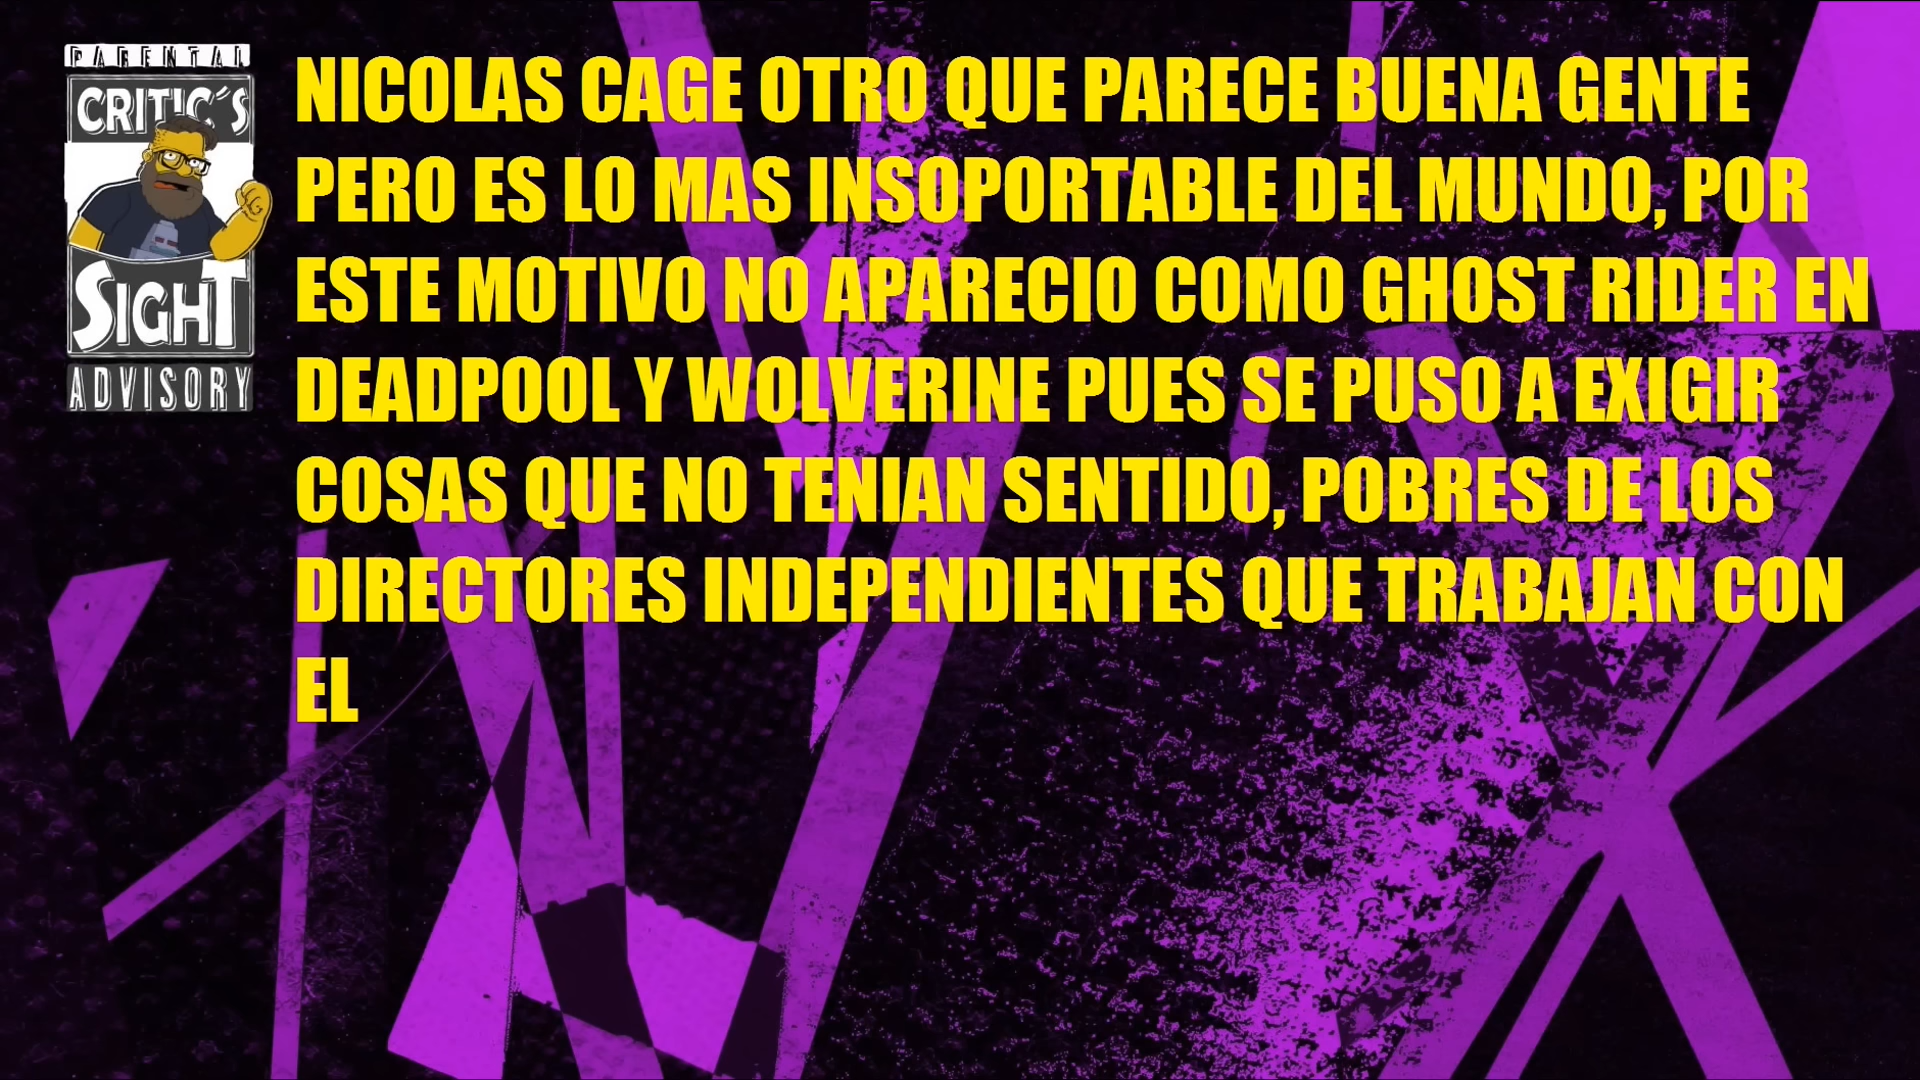 PARENTAL
CRITIC´S
SIGHT
ADVISORY
NICOLAS CAGE OTRO QUE PARECE BUENA GENTE
PERO ES LO MAS INSOPORTABLE DEL MUNDO, POR
ESTE MOTIVO NO APARECIO COMO GHOST RIDER EN
DEADPOOL Y WOLVERINE PUES SE PUSO A EXIGIR
COSAS QUE NO TENIAN SENTIDO, POBRES DE LOS
DIRECTORES INDEPENDIENTES QUE TRABAJAN CON
EL